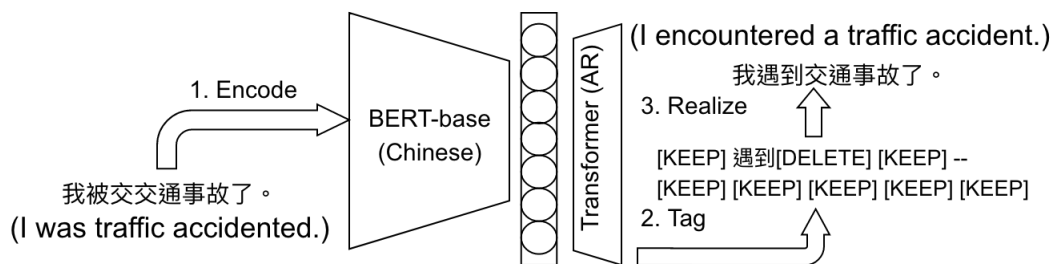 1. Encode
我被交交通事故了。
(I was traffic accidented.)
BERT-base
(Chinese)
Transformer (AR)
2. Tag
[KEEP] 遇到[DELETE] [KEEP] --
[KEEP] [KEEP] [KEEP] [KEEP] [KEEP]
3. Realize
我遇到交通事故了。
(I encountered a traffic accident.)